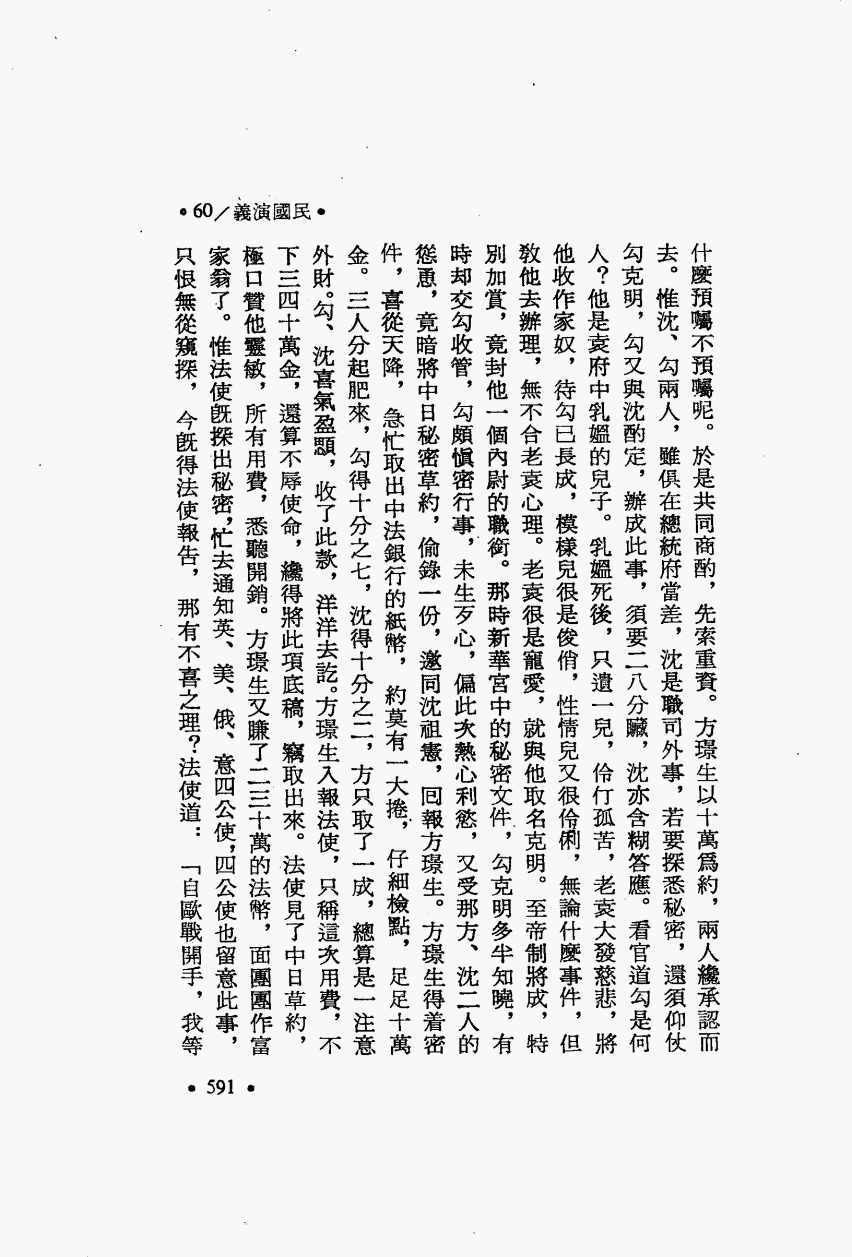 •民國演義/60•
什麼預囑不預囑呢。於是共同商酌，先索重資。方璟生以十萬爲約，兩人纔承認而
去。惟沈、勾兩人，雖俱在總統府當差，沈是職司外事，若要探悉秘密，還須仰仗
勾克明，勾又與沈酌定，辦成此事，須要二八分贓，沈亦含糊答應。看官道勾是何
人？他是袁府中乳媼的兒子。乳媼死後，只遺一兒，伶仃孤苦，老袁大發慈悲，將
他收作家奴，待勾已長成，模樣兒很是俊俏，性情兒又很伶俐，無論什麼事件，但
敎他去辦理，無不合老袁心理。老袁很是寵愛，就與他取名克明。至帝制將成，特
別加賞，竟封他一個內尉的職銜。那時新華宮中的秘密文件，勾克明多半知曉，有
時却交勾收管，勾頗愼密行事，未生歹心，偏此次熱心利慾，又受那方、沈二人的
慫恿，竟暗將中日秘密草約，偷錄一份，邀同沈祖憲，回報方璟生。方璟生得着密
件，喜從天降，急忙取出中法銀行的紙幣，約莫有一大捲，仔細檢點，足足十萬
金。三人分起肥來，勾得十分之七，沈得十分之二，方只取了一成，總算是一注意
外財。勾、沈喜氣盈顋，收了此款，洋洋去訖。方璟生入報法使，只稱這次用費，不
下三四十萬金，還算不辱使命，纔得將此項底稿，竊取出來。法使見了中日草約，
極口贊他靈敏，所有用費，悉聽開銷。方璟生又賺了二三十萬的法幣，面團團作富
家翁了。惟法使旣探出秘密，忙去通知英、美、俄、意四公使，四公使也留意此事，
只恨無從窺探，今旣得法使報告，那有不喜之理？法使道：「自歐戰開手，我等
•591•